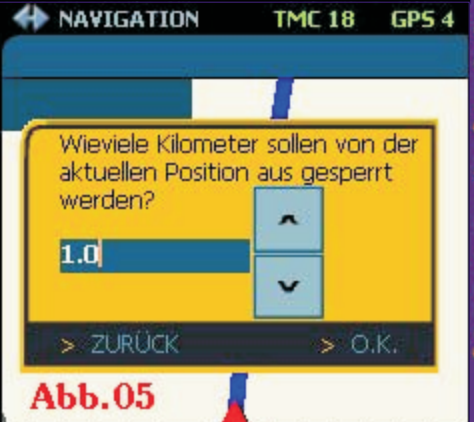 NAVIGATION TMC 18 GPS 4
Wieviele Kilometer sollen von der
aktuellen Position aus gesperrt
werden?
1.0
> ZURÜCK > O.K.
Abb.05